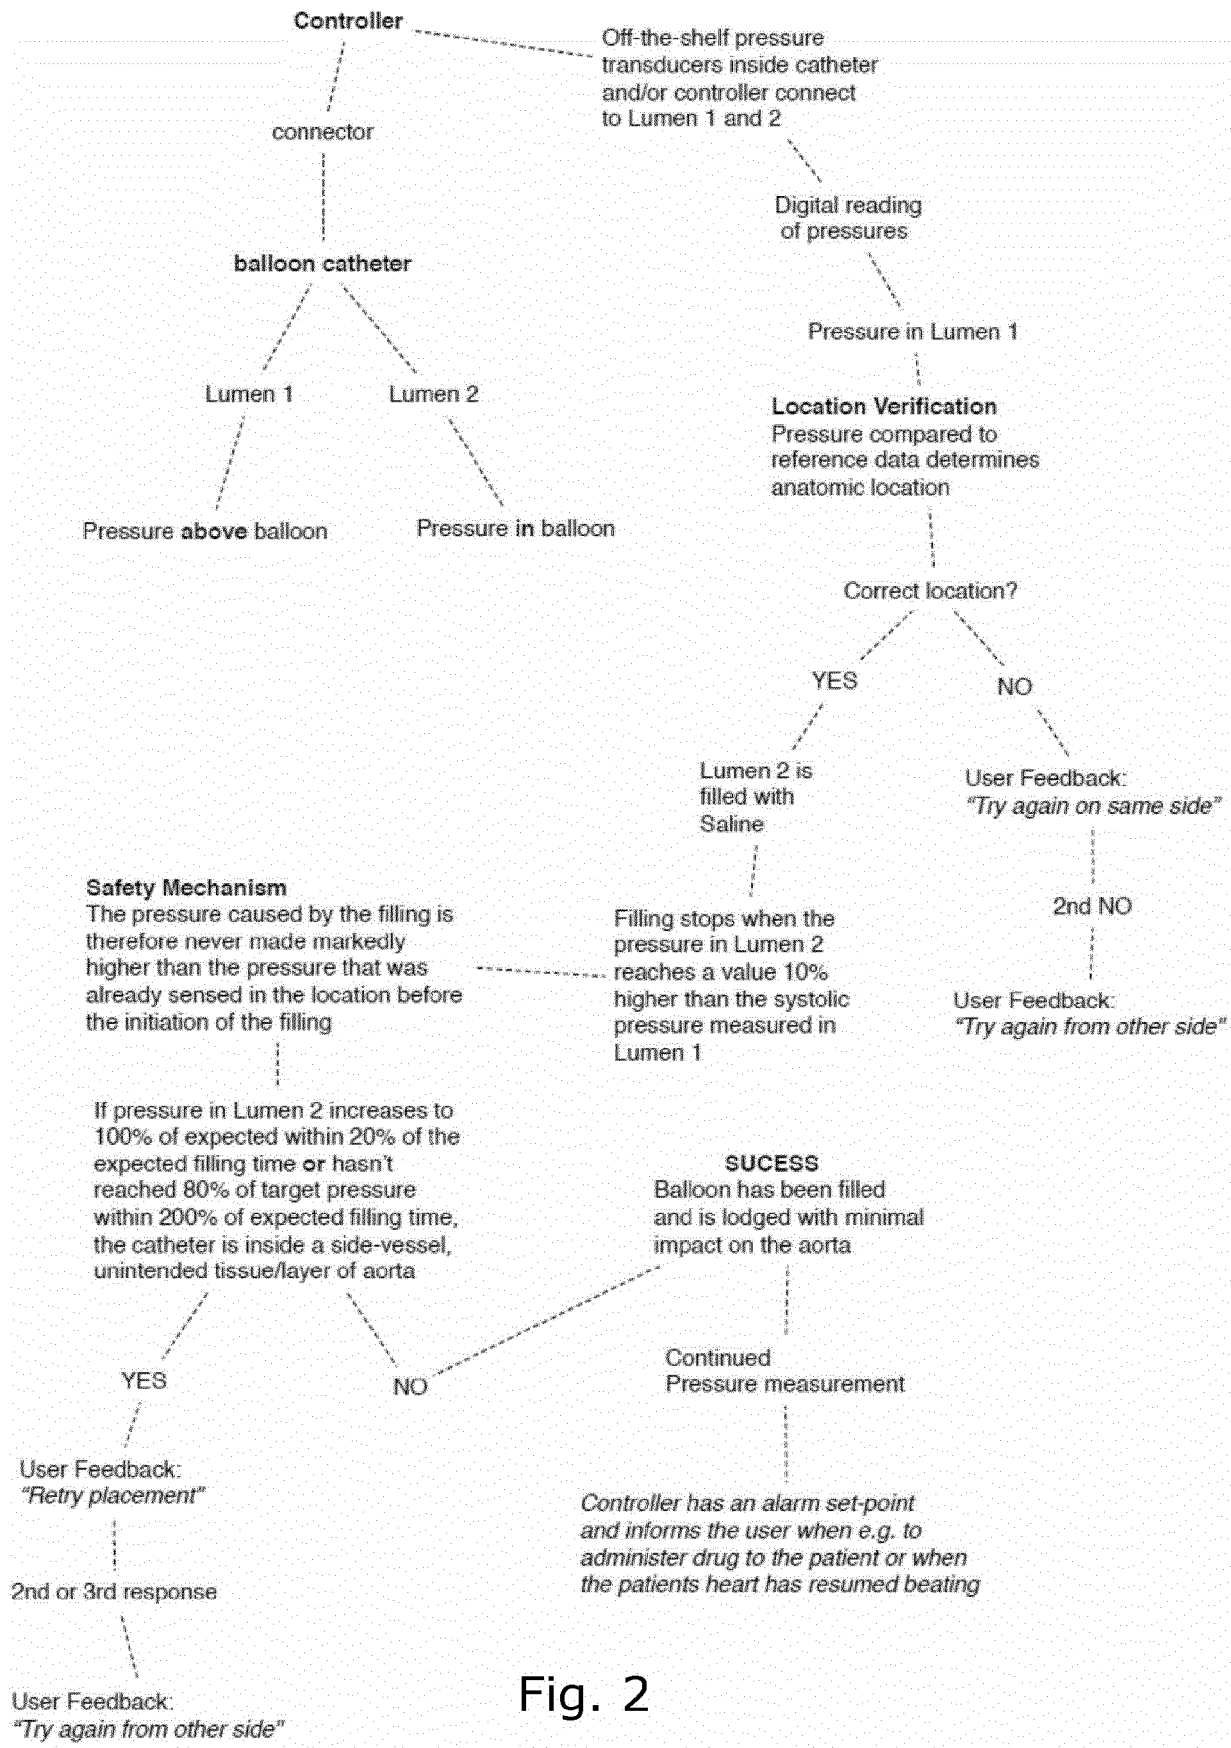 Controller
Off-the-shelf pressure
transducers inside catheter
and/or controller connect
to Lumen 1 and 2
connector
Digital reading
of pressures
balloon catheter
Pressure in Lumen 1
Lumen 1
Lumen 2
Location Verification
Pressure compared to
reference data determines
anatomic location
Pressure above balloon
Pressure in balloon
Correct location?
YES
NO
Lumen 2 is
filled with
Saline
User Feedback:
"Try again on same side"
2nd NO
User Feedback:
"Try again from other side"
Filling stops when the
pressure in Lumen 2
reaches a value 10%
higher than the systolic
pressure measured in
Lumen 1
Safety Mechanism
The pressure caused by the filling is
therefore never made markedly
higher than the pressure that was
already sensed in the location before
the initiation of the filling
If pressure in Lumen 2 increases to
100% of expected within 20% of the
expected filling time or hasn't
reached 80% of target pressure
within 200% of expected filling time,
the catheter is inside a side-vessel,
unintended tissue/layer of aorta
SUCESS
Balloon has been filled
and is lodged with minimal
impact on the aorta
YES
NO
Continued
Pressure measurement
User Feedback:
"Retry placement"
Controller has an alarm set-point
and informs the user when e.g. to
administer drug to the patient or when
the patients heart has resumed beating
2nd or 3rd response
User Feedback:
"Try again from other side"
Fig. 2